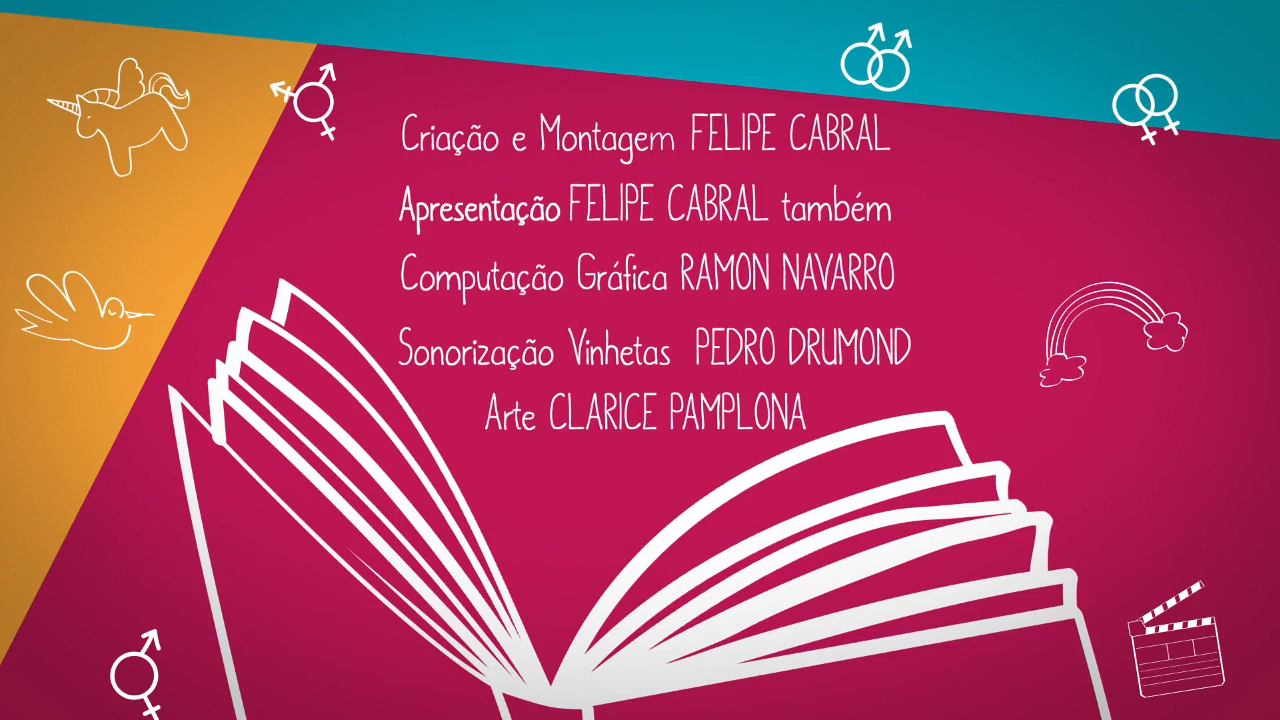 Criação e Montagem FELIPE CABRAL
Apresentação FELIPE CABRAL também
Computação Gráfica RAMON NAVARRO
Sonorização Vinhetas PEDRO DRUMOND
Arte CLARICE PAMPLONA